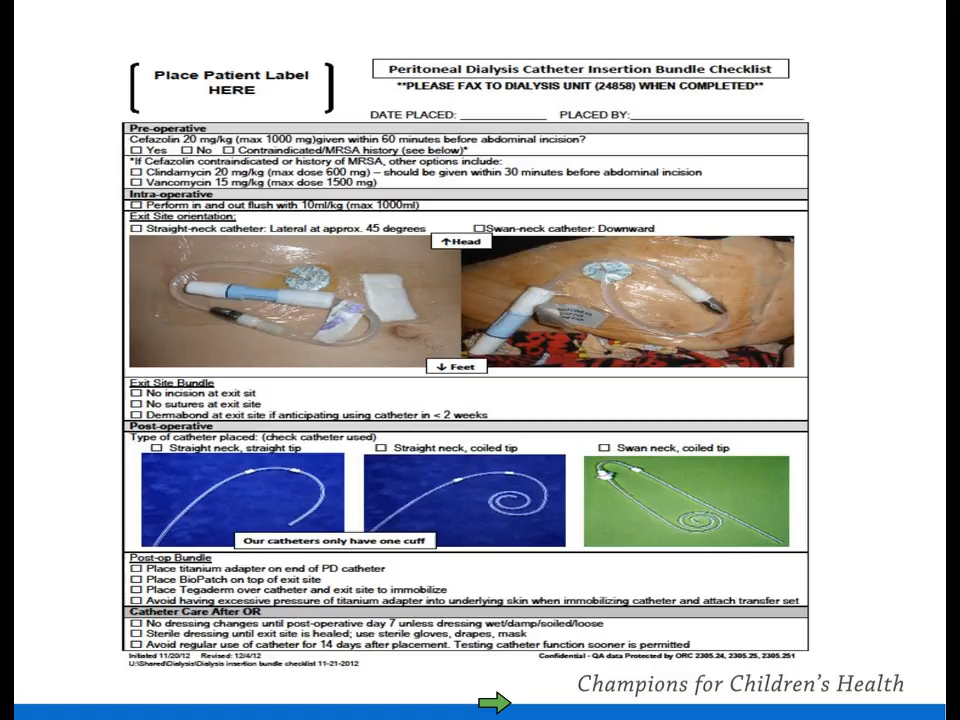 Place Patient Label
HERE
Peritoneal Dialysis Catheter Insertion Bundle Checklist
**PLEASE FAX TO DIALYSIS UNIT (24858) WHEN COMPLETED**
DATE PLACED: ____________ PLACED BY:________________________
Pre-operative
Cefazolin 20 mg/kg (max 1000 mg)given within 60 minutes before abdominal incision?
☐ Yes ☐ No ☐ Contraindicated/MRSA history (see below)*
*If Cefazolin contraindicated or history of MRSA, other options include:
☐ Clindamycin 20 mg/kg (max dose 600 mg) – should be given within 30 minutes before abdominal incision
☐ Vancomycin 15 mg/kg (max dose 1500 mg)
Intra-operative
☐ Perform in and out flush with 10ml/kg (max 1000ml)
Exit Site orientation:
☐ Straight-neck catheter: Lateral at approx. 45 degrees ☐Swan-neck catheter: Downward
↑Head
↓ Feet
Exit Site Bundle
☐ No incision at exit sit
☐ No sutures at exit site
☐ Dermabond at exit site if anticipating using catheter in < 2 weeks
Post-operative
Type of catheter placed: (check catheter used)
☐ Straight neck, straight tip ☐ Straight neck, coiled tip ☐ Swan neck, coiled tip
Our catheters only have one cuff
Post-op Bundle
☐ Place titanium adapter on end of PD catheter
☐ Place BioPatch on top of exit site
☐ Place Tegaderm over catheter and exit site to immobilize
☐ Avoid having excessive pressure of titanium adapter into underlying skin when immobilizing catheter and attach transfer set
Catheter Care After OR
☐ No dressing changes until post-operative day 7 unless dressing wet/damp/soiled/loose
☐ Sterile dressing until exit site is healed; use sterile gloves, drapes, mask
☐ Avoid regular use of catheter for 14 days after placement. Testing catheter function sooner is permitted
Initiated 11/20/12 Revised: 12/4/12 Confidential - QA data Protected by ORC 2305.24, 2305.25, 2305.251
U:\Shared\Dialysis\Dialysis insertion bundle checklist 11-21-2012
Champions for Children's Health